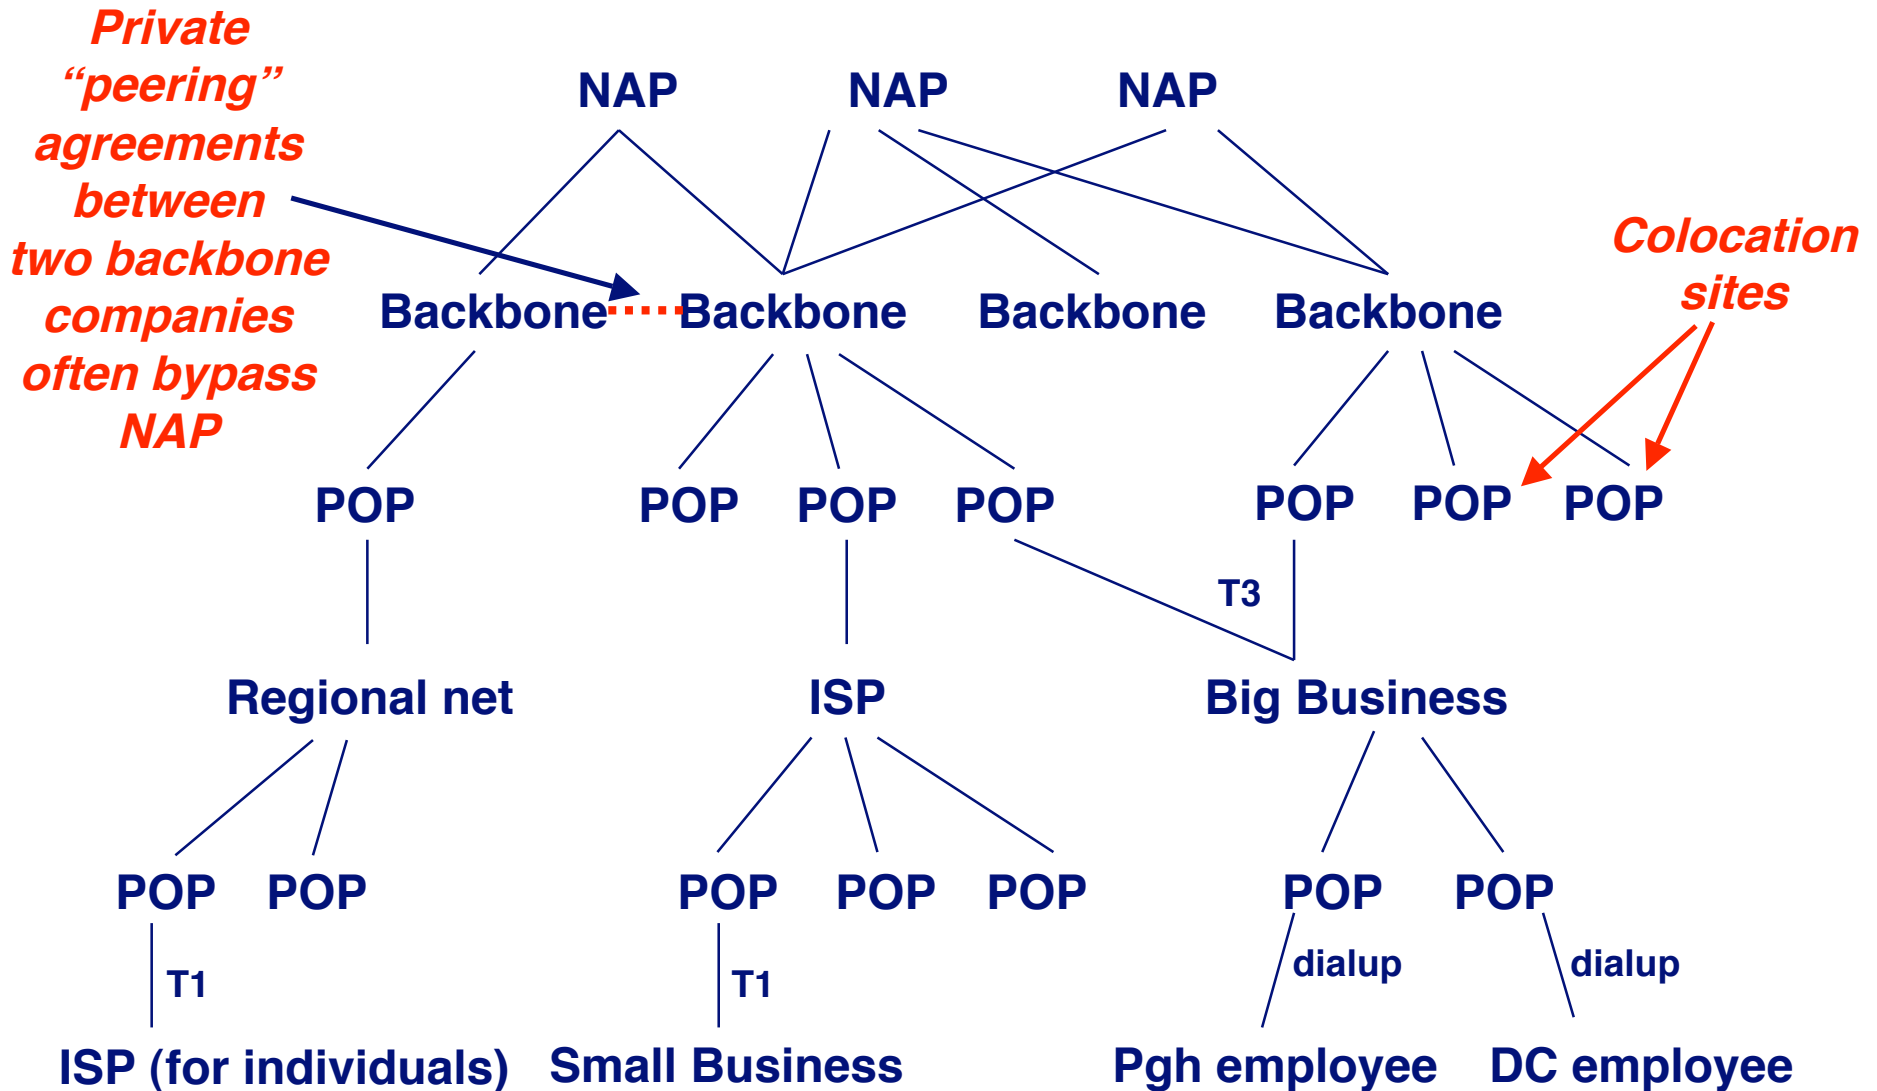 Private
“peering”
agreements
between
two backbone
companies
often bypass
NAP
NAP NAP NAP
Colocation
sites
Backbone Backbone Backbone Backbone
POP POP POP POP POP POP POP
T3
Regional net ISP Big Business
POP POP POP POP POP POP POP
dialup dialup
T1 T1
ISP (for individuals) Small Business Pgh employee DC employee